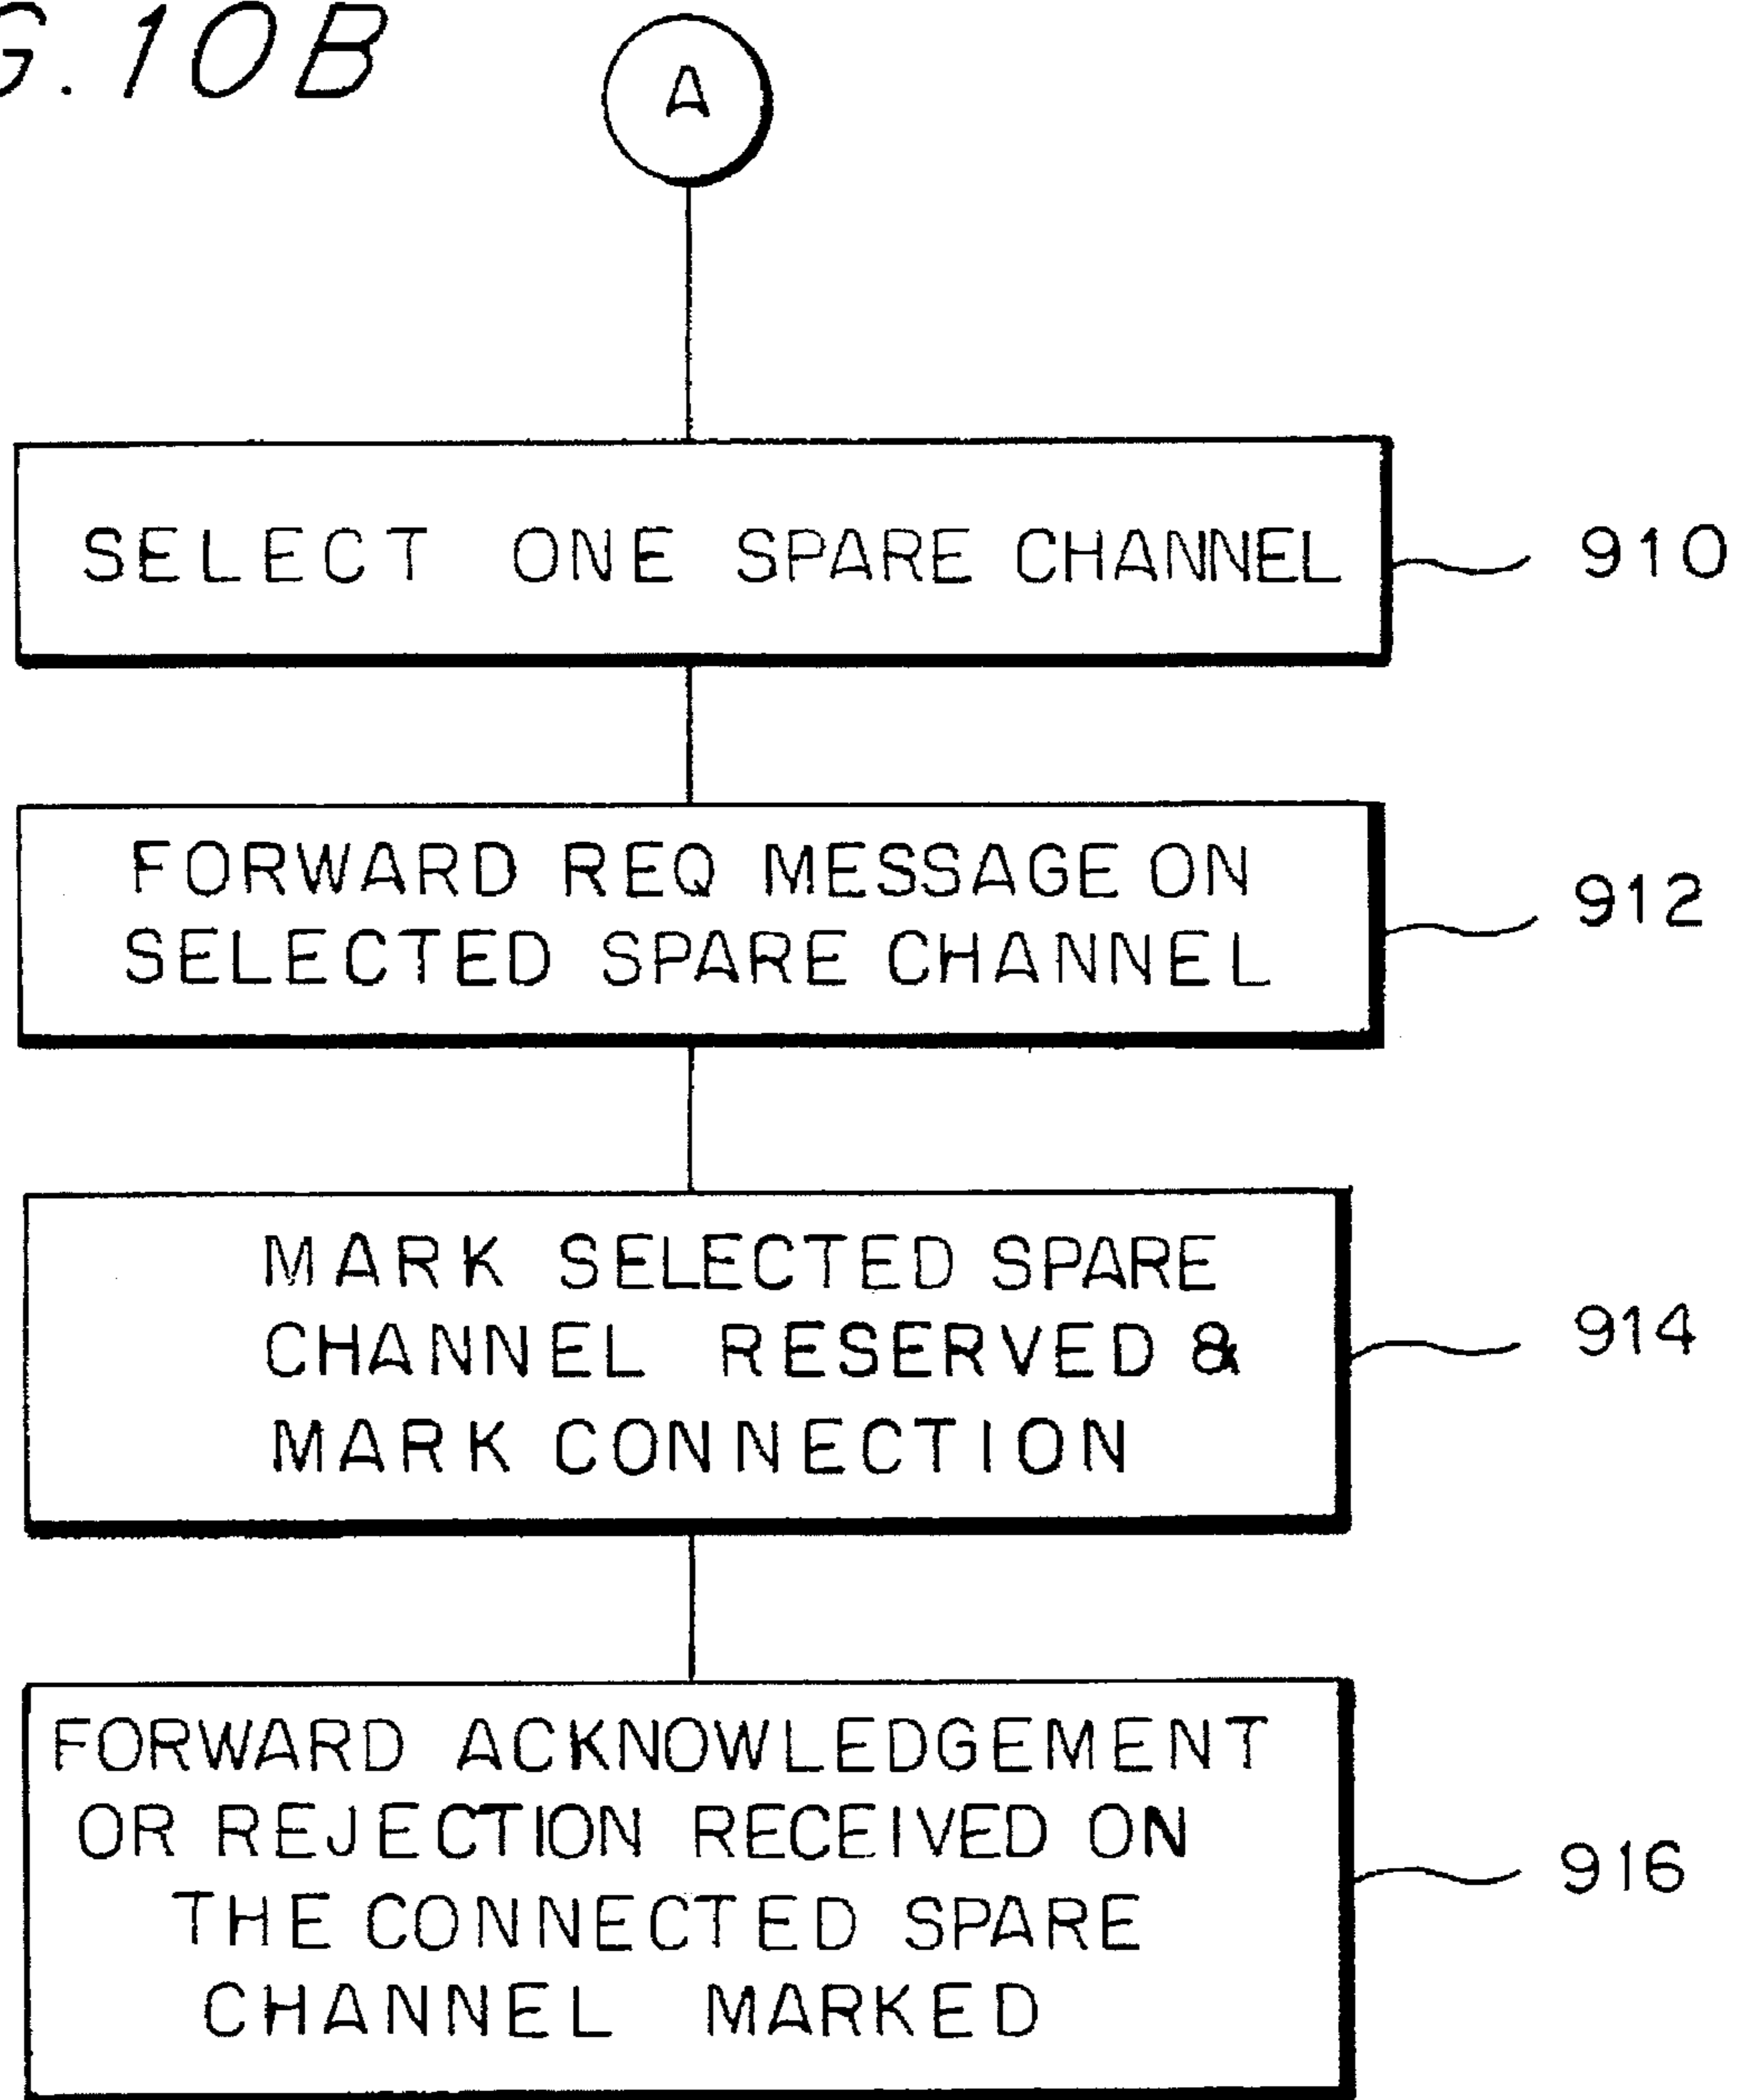 G. 10B
A
SELECT ONE SPARE CHANNEL
910
FORWARD REQ MESSAGE ON
SELECTED SPARE CHANNEL
912
MARK SELECTED SPARE
CHANNEL RESERVED &
MARK CONNECTION
914
FORWARD ACKNOWLEDGEMENT
OR REJECTION RECEIVED ON
THE CONNECTED SPARE
CHANNEL MARKED
916